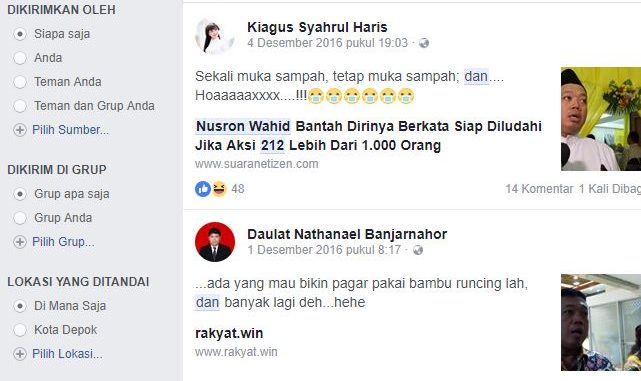 DIKIRIMKAN OLEH
Siapa saja
Anda
Teman Anda
Teman dan Grup Anda
Pilih Sumber...
DIKIRIM DI GRUP
Grup apa saja
Grup Anda
Pilih Grup...
LOKASI YANG DITANDAI
Di Mana Saja
Kota Depok
Pilih Lokasi...
Kiagus Syahrul Haris
4 Desember 2016 pukul 19:03 ·
Sekali muka sampah, tetap muka sampah; dan....
Hoaaaaaxxxx....!!!😂😂😂😂😂😂
Nusron Wahid Bantah Dirinya Berkata Siap Diludahi
Jika Aksi 212 Lebih Dari 1.000 Orang
www.suaranetizen.com
48
14 Komentar 1 Kali Dibag
Daulat Nathanael Banjarnahor
1 Desember 2016 pukul 8:17 ·
...ada yang mau bikin pagar pakai bambu runcing lah,
dan banyak lagi deh...hehe
rakyat.win
www.rakyat.win